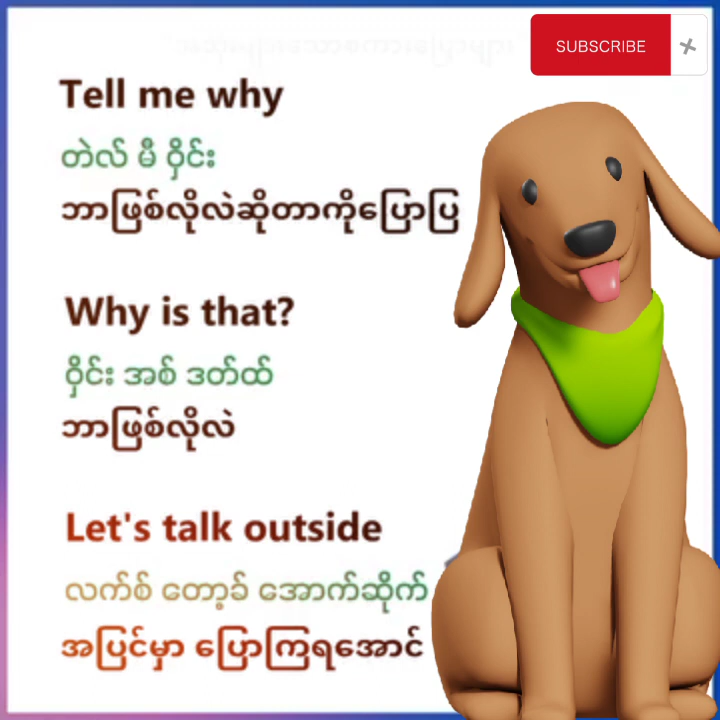 SUBSCRIBE
Tell me why
တဲလ် မီ ဝှိုင်း
ဘာဖြစ်လို့လဲဆိုတာကိုပြောပြ
Why is that?
ဝှိုင်း အစ် ဒတ်ထ်
ဘာဖြစ်လို့လဲ
Let's talk outside
လက်စ် တော့ခ် အောက်ဆိုက်
အပြင်မှာ ပြောကြရအောင်